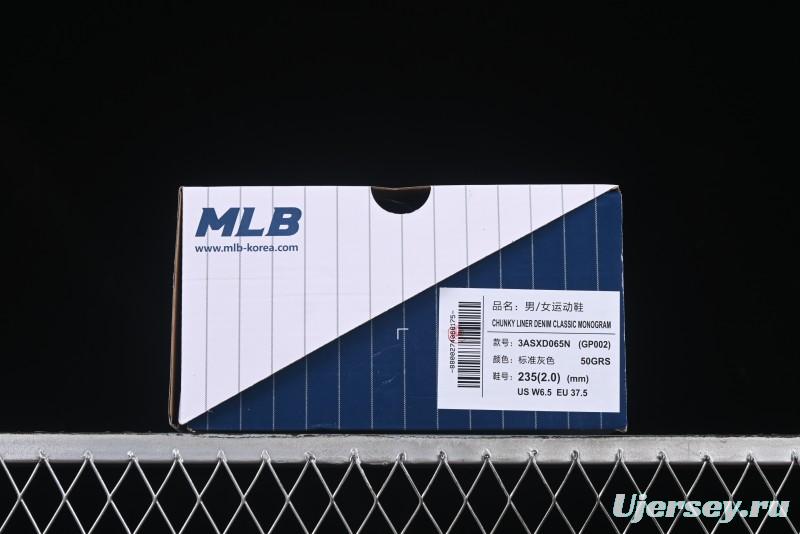 MLB
www.mlb-korea.com
品名: 男/女运动鞋
CHUNKY LINER DENIM CLASSIC MONOGRAM
款号: 3ASXD065N (GP002)
颜色: 标准灰色 50GRS
鞋号: 235(2.0) (mm)
US W6.5 EU 37.5
Ujersey.ru